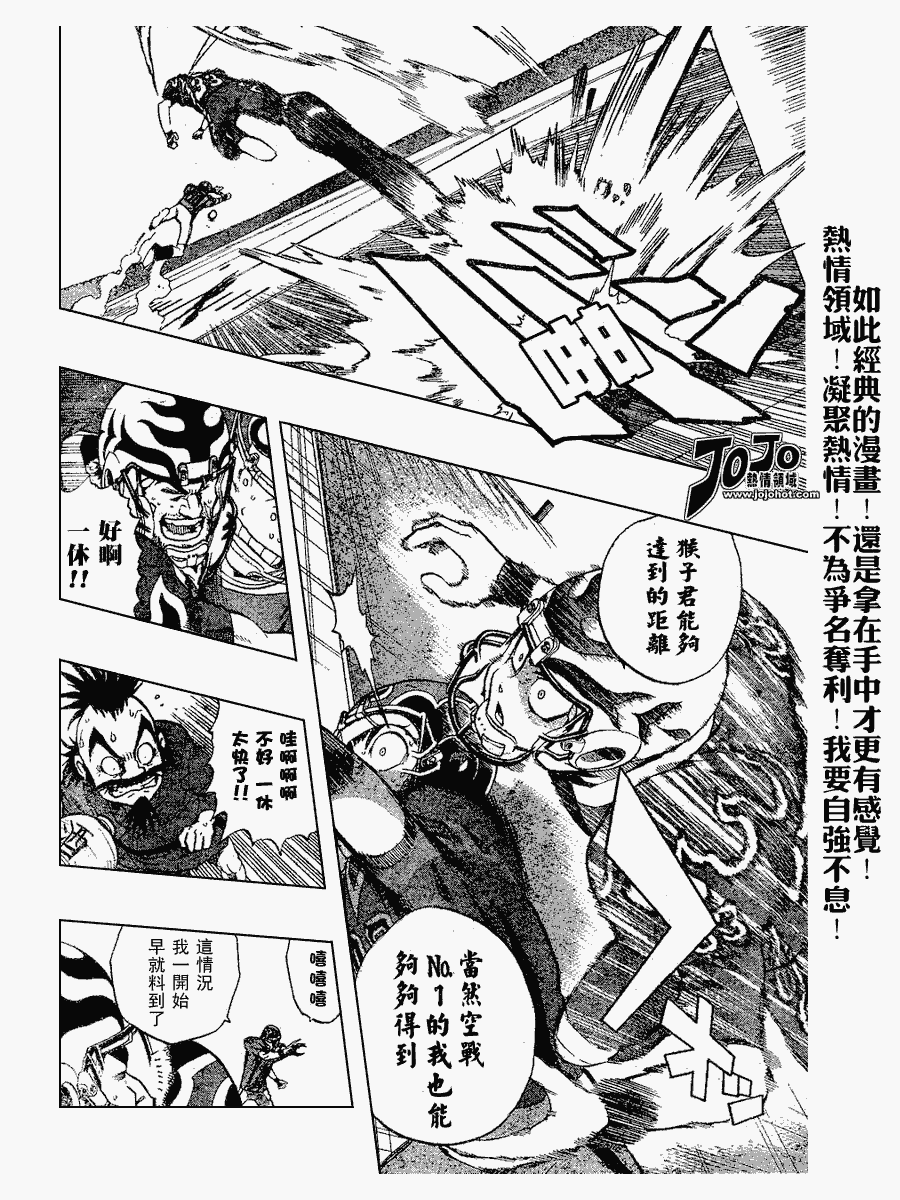 如此經典的漫畫！還是拿在手中才更有感覺！
熱情領域！凝聚熱情！不為爭名奪利！我要自強不息！
ドドン
啪
JOJO
熱情領域
www.jojohot.com
猴子君能夠
達到的距離
好啊
一休!!
哇啊啊啊
不好 一休
太快了!!
當然空戰
No.1的我也能
夠夠得到
嘻嘻嘻
這情況
我一開始
早就料到了